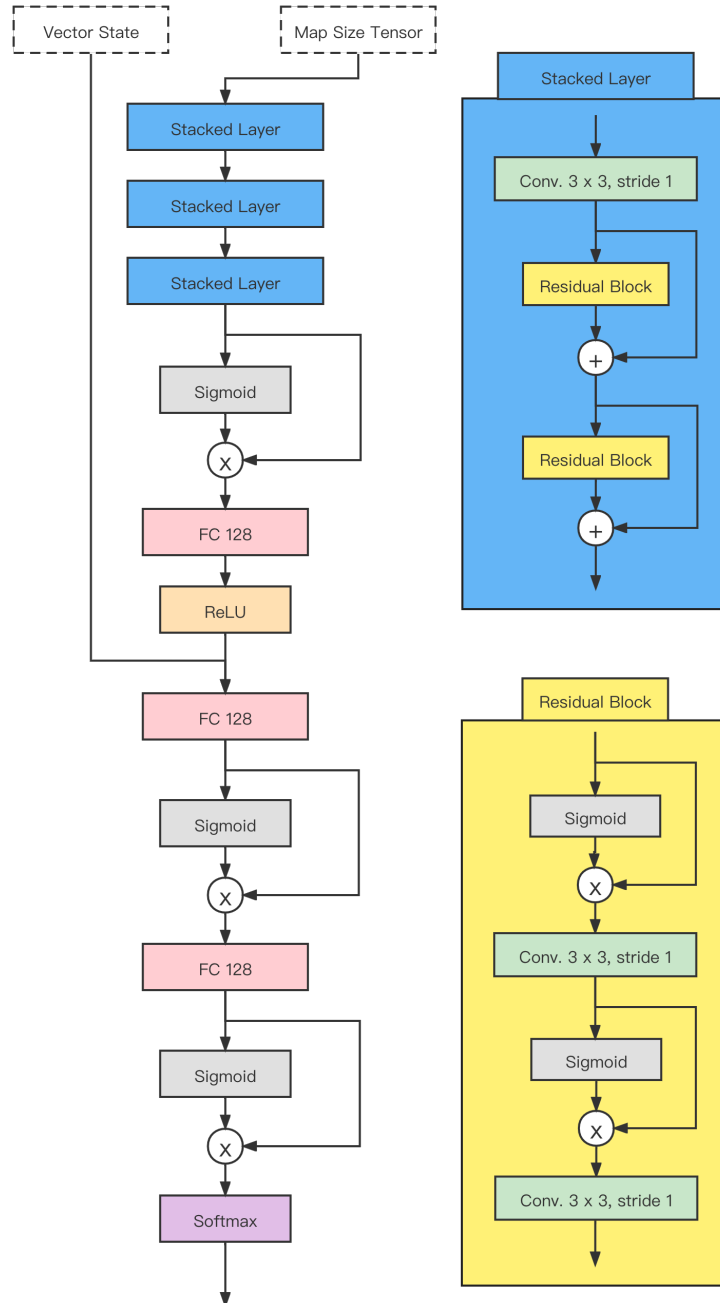 Vector State
Map Size Tensor
Stacked Layer
Stacked Layer
Stacked Layer
Sigmoid
x
FC 128
ReLU
FC 128
Sigmoid
x
FC 128
Sigmoid
x
Softmax
Stacked Layer
Conv. 3 x 3, stride 1
Residual Block
+
Residual Block
+
Residual Block
Sigmoid
x
Conv. 3 x 3, stride 1
Sigmoid
x
Conv. 3 x 3, stride 1